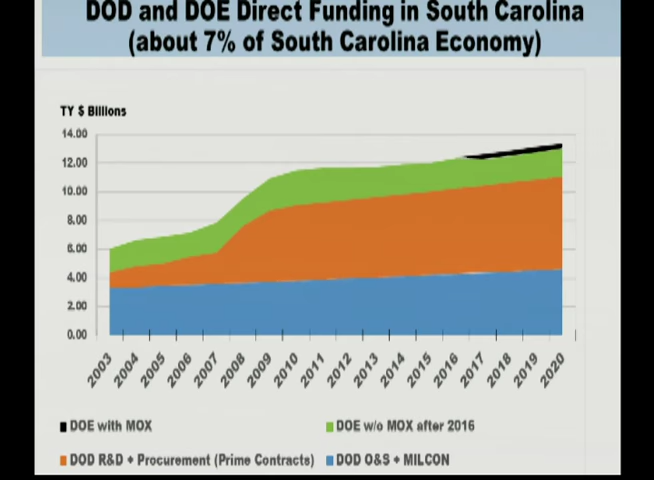 DOD and DOE Direct Funding in South Carolina
(about 7% of South Carolina Economy)
TY $ Billions
14.00
12.00
10.00
8.00
6.00
4.00
2.00
0.00
2003 2004 2005 2006 2007 2008 2009 2010 2011 2012 2013 2014 2015 2016 2017 2018 2019 2020
DOE with MOX DOE w/o MOX after 2016
DOD R&D + Procurement (Prime Contracts) DOD O&S + MILCON